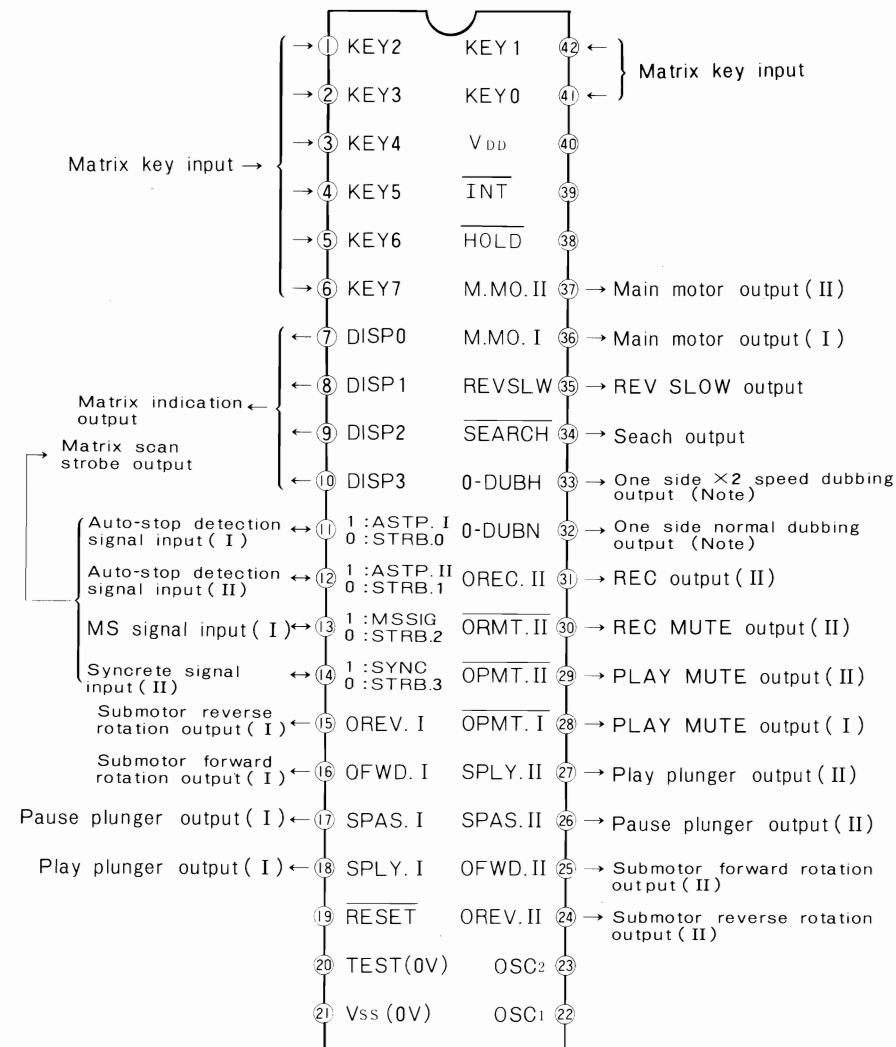 ① KEY2 KEY1 ㊷
② KEY3 KEY0 ㊶
Matrix key input
③ KEY4 VDD ㊵
Matrix key input
④ KEY5 INT ㊴
⑤ KEY6 HOLD ㊳
⑥ KEY7 M.MO.II ㊲ → Main motor output (II)
⑦ DISP0 M.MO.I ㊱ → Main motor output (I)
⑧ DISP1 REVSLW ㉟ → REV SLOW output
Matrix indication
output
⑨ DISP2 SEARCH ㉞ → Seach output
Matrix scan
strobe output
⑩ DISP3 0-DUBH ㉝ → One side ×2 speed dubbing
output (Note)
Auto-stop detection
signal input (I)
⑪ 1 :ASTP. I
0 :STRB.0
0-DUBN ㉜ → One side normal dubbing
output (Note)
Auto-stop detection
signal input (II)
⑫ 1 :ASTP. II
0 :STRB.1
OREC. II ㉛ → REC output (II)
MS signal input ( I )
⑬ 1 :MSSIG
0 :STRB.2
ORMT. II ㉚ → REC MUTE output (II)
Syncrete signal
input (II)
⑭ 1 :SYNC
0 :STRB.3
OPMT. II ㉙ → PLAY MUTE output (II)
Submotor reverse
rotation output ( I ) ← ⑮ OREV. I OPMT. I ㉘ → PLAY MUTE output ( I )
Submotor forward
rotation output ( I ) ← ⑯ OFWD. I SPLY. II ㉗ → Play plunger output (II)
Pause plunger output ( I ) ← ⑰ SPAS. I SPAS. II ㉖ → Pause plunger output (II)
Play plunger output ( I ) ← ⑱ SPLY. I OFWD. II ㉕ → Submotor forward rotation
output (II)
⑲ RESET OREV. II ㉔ → Submotor reverse rotation
output (II)
⑳ TEST(0V) OSC2 ㉓
㉑ VSS (0V) OSC1 ㉒